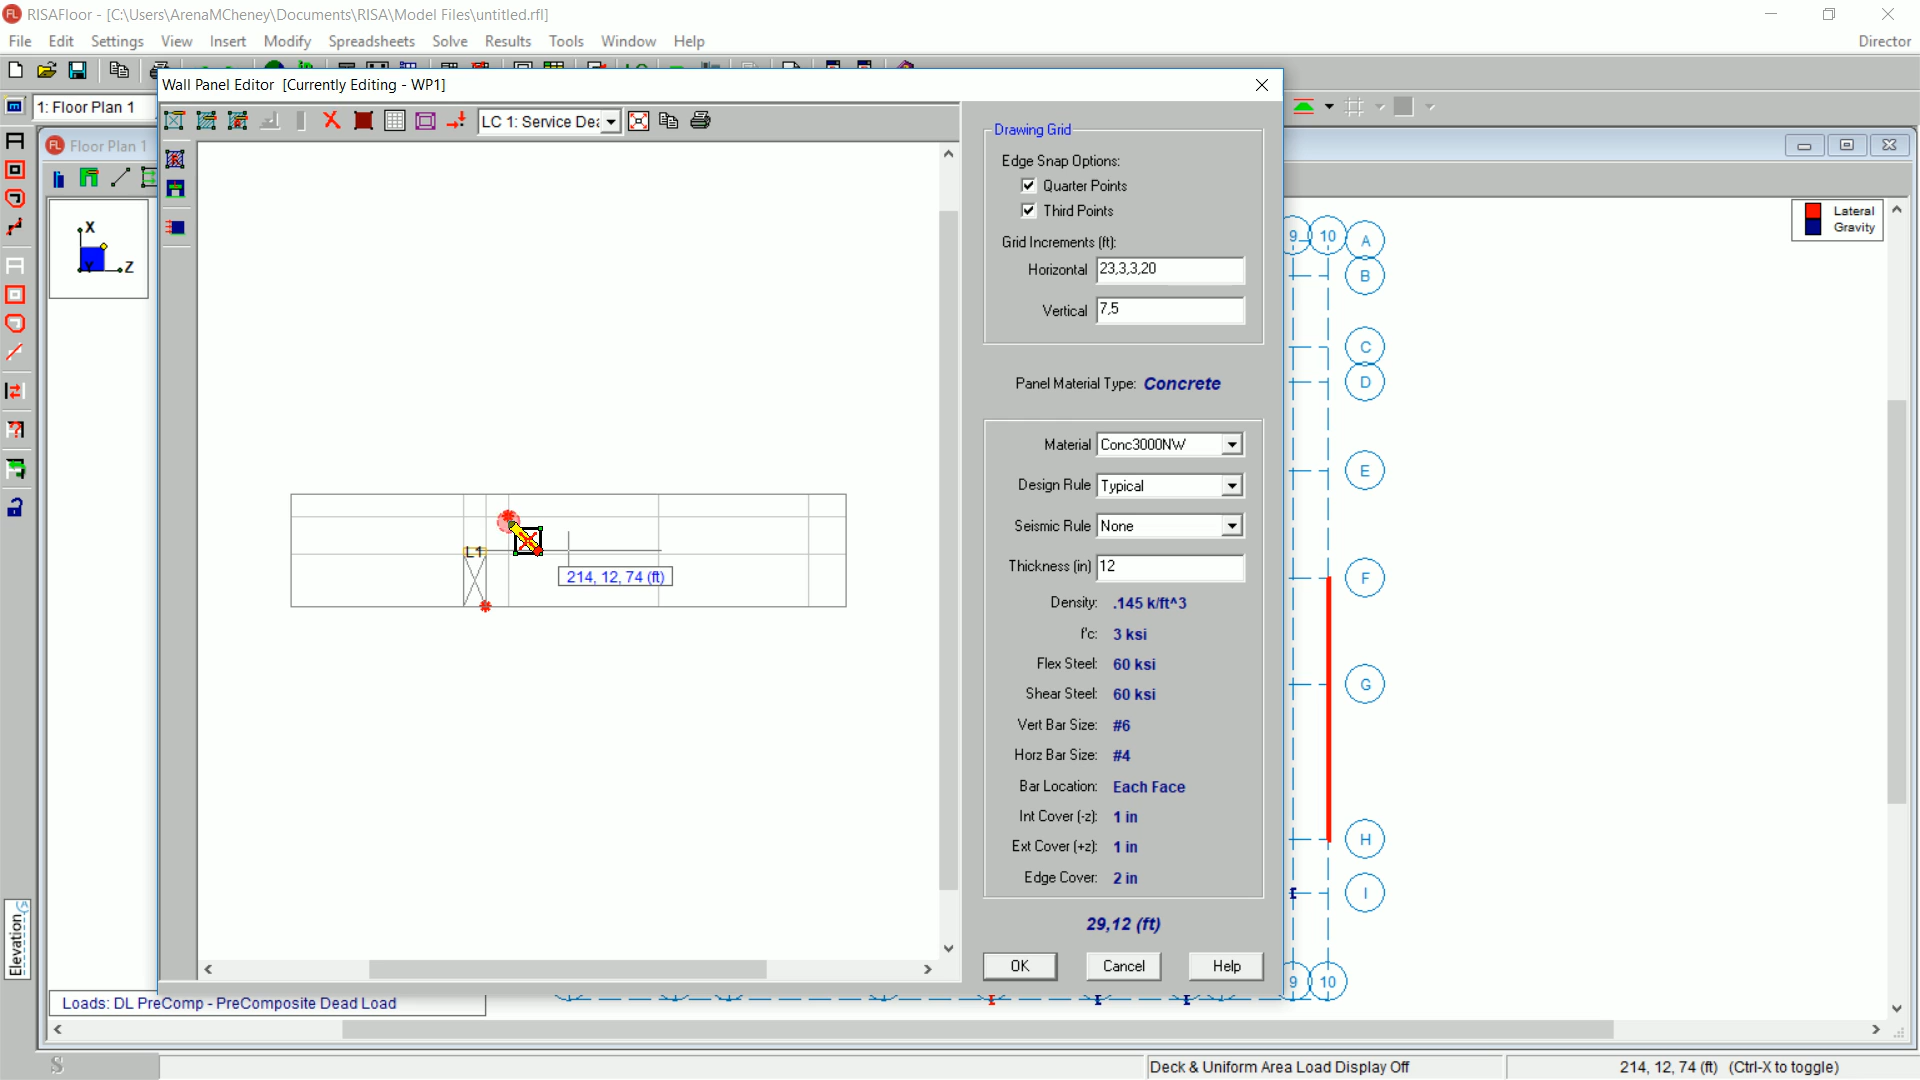 RISAFloor - [C:\Users\ArenaMCheney\Documents\RISA\Model Files\untitled.rfl]
File Edit Settings View Insert Modify Spreadsheets Solve Results Tools Window Help Director
Wall Panel Editor [Currently Editing - WP1]
1: Floor Plan 1
LC 1: Service Dea
Floor Plan 1
Drawing Grid
Edge Snap Options:
Quarter Points
Third Points
Grid Increments (ft):
Horizontal 23,3,3,20
Vertical 7,5
Panel Material Type: Concrete
Material Conc3000NW
Design Rule Typical
Seismic Rule None
Thickness (in) 12
Density: .145 k/ft^3
f'c: 3 ksi
Flex Steel: 60 ksi
Shear Steel: 60 ksi
Vert Bar Size: #6
Horz Bar Size: #4
Bar Location: Each Face
Int Cover (-z): 1 in
Ext Cover (+z): 1 in
Edge Cover: 2 in
29,12 (ft)
OK Cancel Help
X
Y
Z
L1
214, 12, 74 (ft)
Lateral
Gravity
9 10 A
B
C
D
E
F
G
H
I
9 10
Elevation
Loads: DL PreComp - PreComposite Dead Load
S
Deck & Uniform Area Load Display Off
214, 12, 74 (ft) (Ctrl-X to toggle)